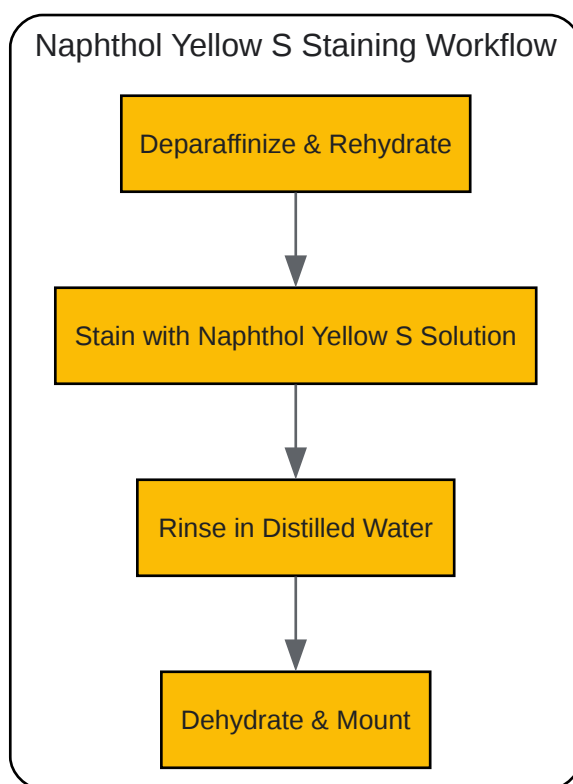 Naphthol Yellow S Staining Workflow
Deparaffinize & Rehydrate
Stain with Naphthol Yellow S Solution
Rinse in Distilled Water
Dehydrate & Mount